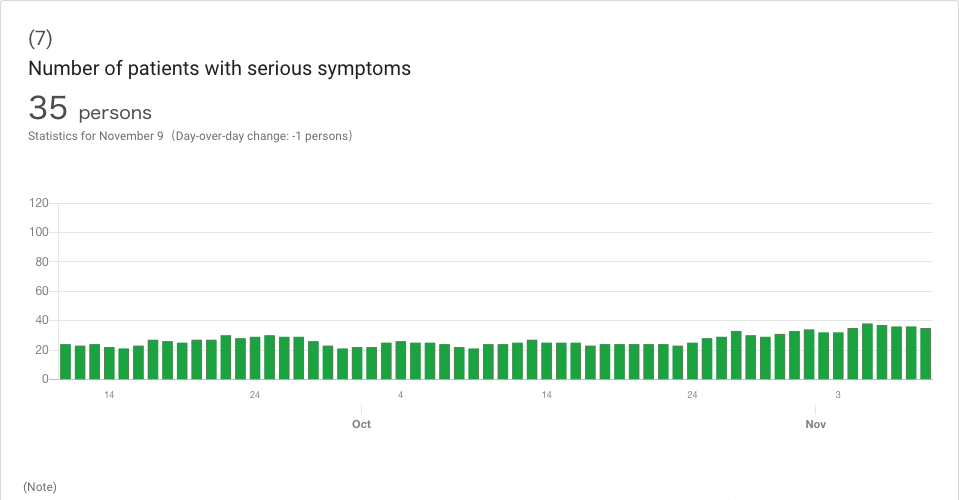 (7)
Number of patients with serious symptoms
35 persons
Statistics for November 9（Day-over-day change: -1 persons）
120
100
80
60
40
20
0
14 24 4 14 24 3
Oct Nov
(Note)